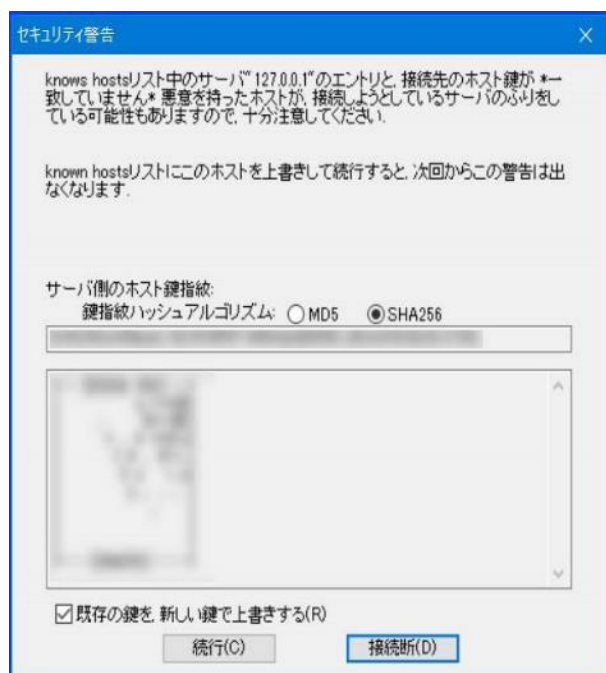 セキュリティ警告
knows hostsリスト中のサーバ"127.0.0.1"のエントリと, 接続先のホスト鍵が *一
致していません* 悪意を持ったホストが, 接続しようとしているサーバのふりをし
ている可能性もありますので, 十分注意してください.
known hostsリストにこのホストを上書きして続行すると, 次回からこの警告は出
なくなります.
サーバ側のホスト鍵指紋:
鍵指紋ハッシュアルゴリズム: MD5 SHA256
既存の鍵を, 新しい鍵で上書きする(R)
続行(C) 接続断(D)